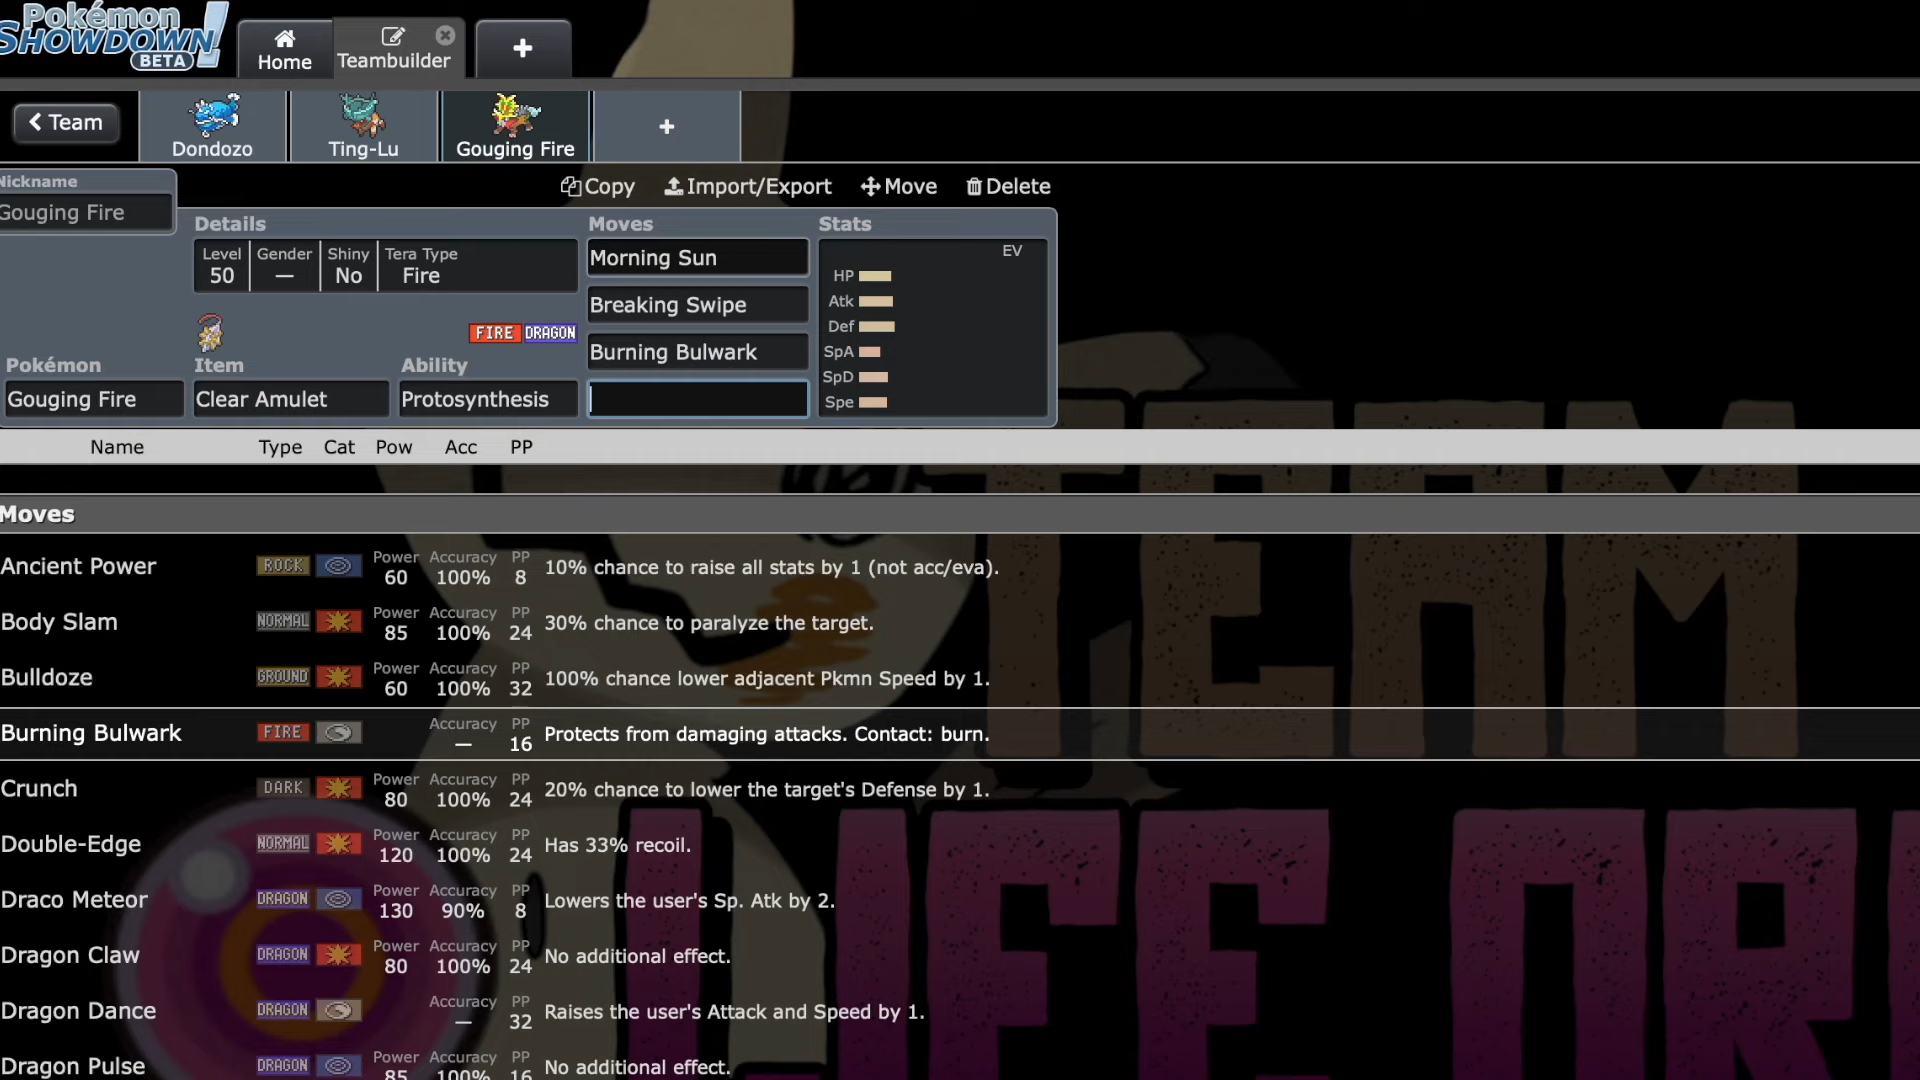 Pokémon
SHOWDOWN!
BETA
Home
Teambuilder
+
< Team
Dondozo
Ting-Lu
Gouging Fire
+
Nickname
Gouging Fire
Copy Import/Export Move Delete
Details
Level Gender Shiny Tera Type
50 — No Fire
FIRE DRAGON
Pokémon Item Ability
Gouging Fire Clear Amulet Protosynthesis
Moves
Morning Sun
Breaking Swipe
Burning Bulwark
Stats
EV
HP
Atk
Def
SpA
SpD
Spe
Name Type Cat Pow Acc PP
Moves
Ancient Power ROCK Power 60 Accuracy 100% PP 8 10% chance to raise all stats by 1 (not acc/eva).
Body Slam NORMAL Power 85 Accuracy 100% PP 24 30% chance to paralyze the target.
Bulldoze GROUND Power 60 Accuracy 100% PP 32 100% chance lower adjacent Pkmn Speed by 1.
Burning Bulwark FIRE Accuracy — PP 16 Protects from damaging attacks. Contact: burn.
Crunch DARK Power 80 Accuracy 100% PP 24 20% chance to lower the target's Defense by 1.
Double-Edge NORMAL Power 120 Accuracy 100% PP 24 Has 33% recoil.
Draco Meteor DRAGON Power 130 Accuracy 90% PP 8 Lowers the user's Sp. Atk by 2.
Dragon Claw DRAGON Power 80 Accuracy 100% PP 24 No additional effect.
Dragon Dance DRAGON Accuracy — PP 32 Raises the user's Attack and Speed by 1.
Dragon Pulse DRAGON Power 85 Accuracy 100% PP 16 No additional effect.
TEAM
LIFE ORB